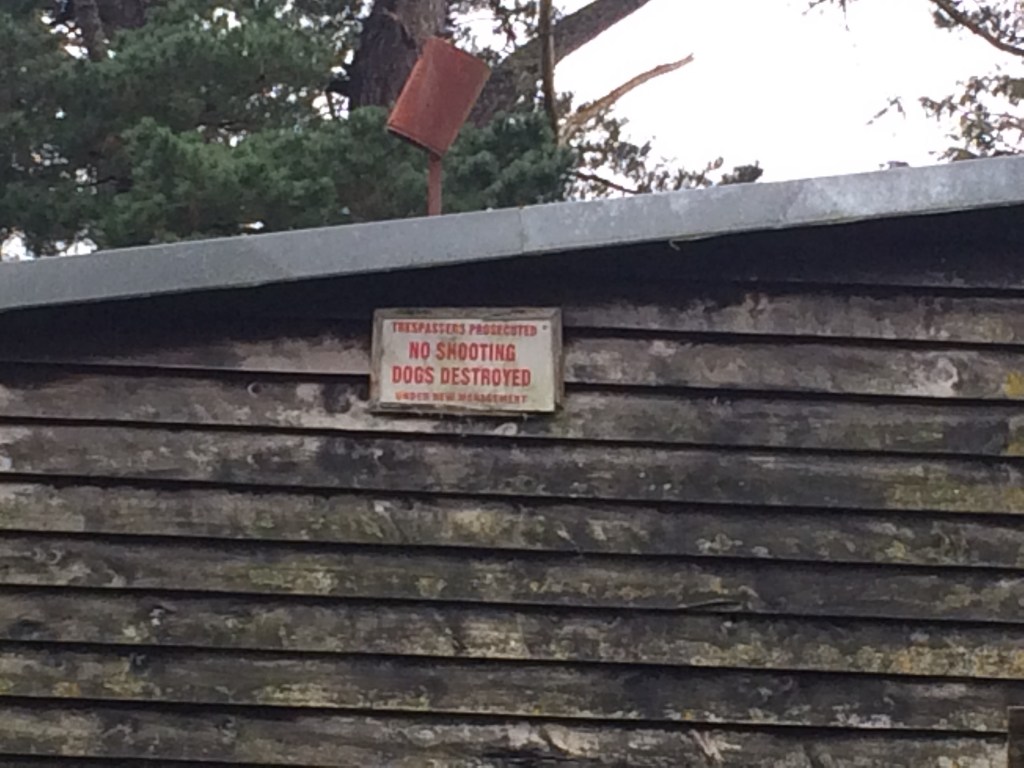 TRESPASSERS PROSECUTED
NO SHOOTING
DOGS DESTROYED
UNDER NEW MANAGEMENT